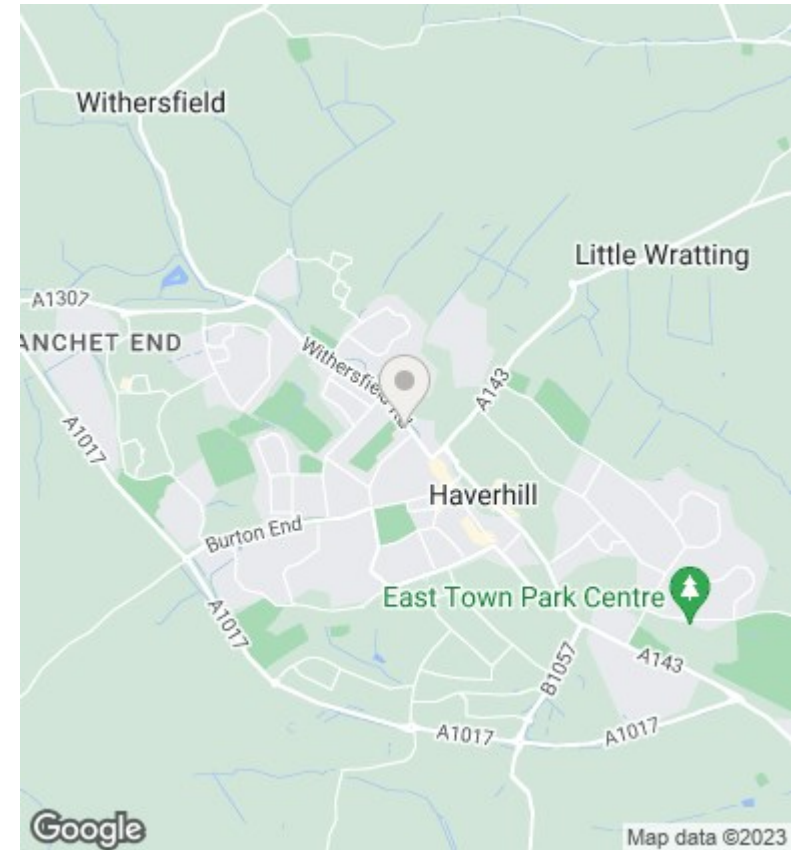 Withersfield
Little Wratting
A1307
ANCHET END
Withersfield Rd
A143
A1017
Haverhill
Burton End
East Town Park Centre
A1017
B1057
A143
A1017
A1017
Google
Map data ©2023